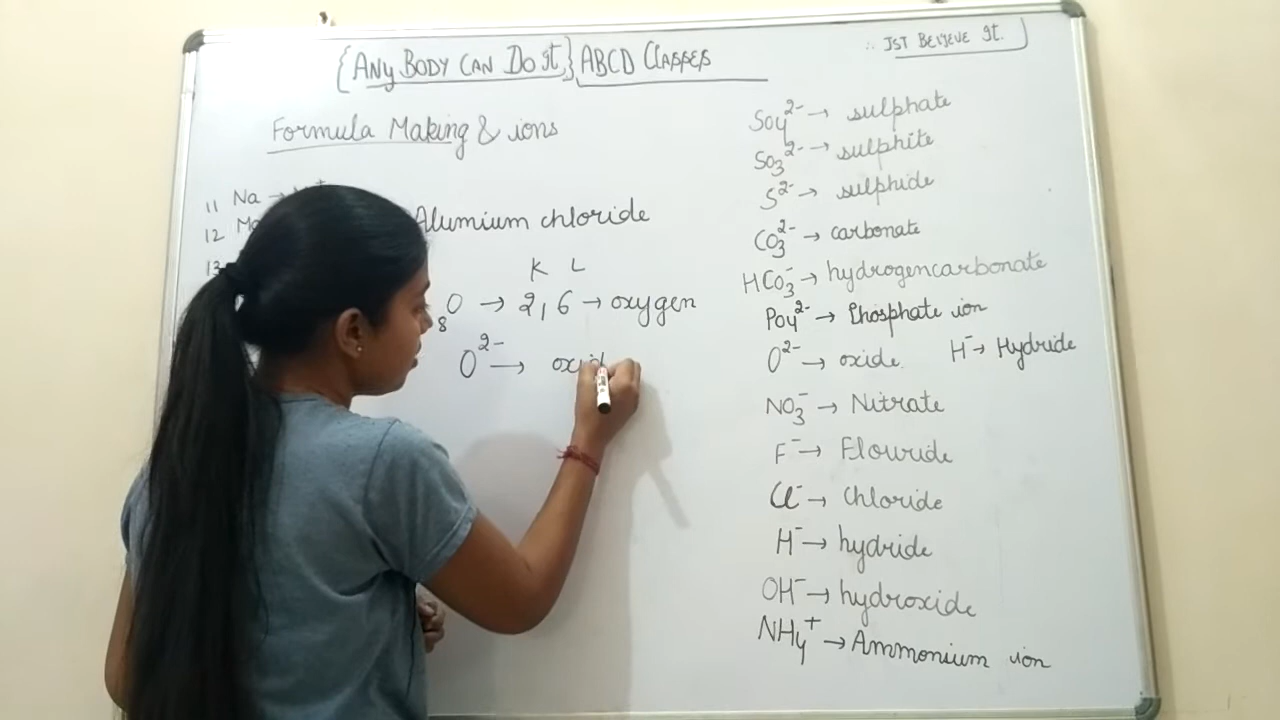 {ANy BODY CAN DO It} ABCD Classes
∴ JST BELIEVE It.
Formula Making & ions
11 Na →
12
13
Alumium chloride
K L
8O → 2,6 → oxygen
O2- → oxid
SO42- → sulphate
SO32- → sulphite
S2- → sulphide
CO32- → carbonate
HCO3- → hydrogencarbonate
PO42- → Phosphate ion
O2- → oxide. H- → Hydride
NO3- → Nitrate
F- → Flouride
Cl- → Chloride
H- → hydride
OH- → hydroxide
NH4+ → Ammonium ion